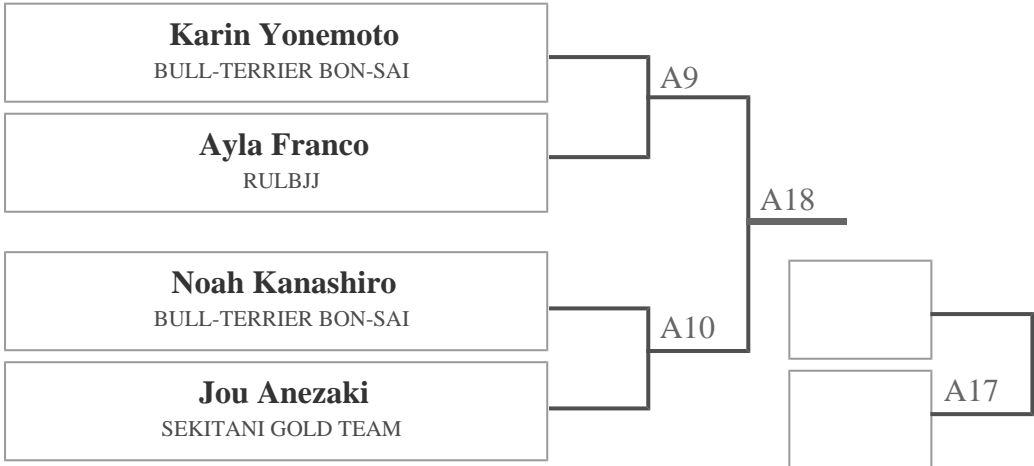 Karin Yonemoto
BULL-TERRIER BON-SAI
A9
Ayla Franco
RULBJJ
A18
Noah Kanashiro
BULL-TERRIER BON-SAI
A10
Jou Anezaki
SEKITANI GOLD TEAM
A17